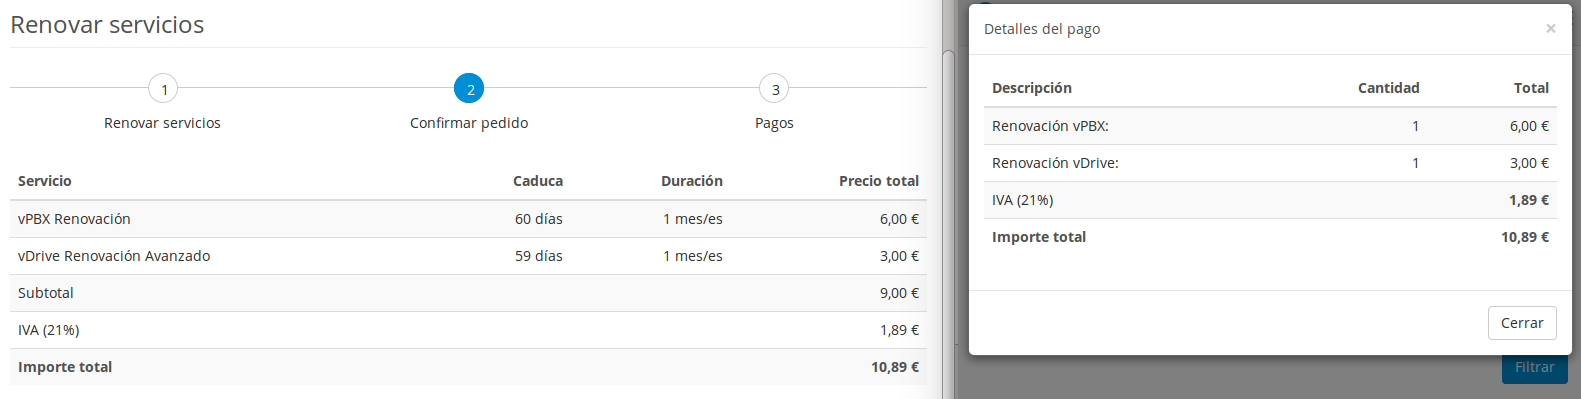 Renovar servicios
1
2
3
Renovar servicios
Confirmar pedido
Pagos
Servicio Caduca Duración Precio total
vPBX Renovación 60 días 1 mes/es 6,00 €
vDrive Renovación Avanzado 59 días 1 mes/es 3,00 €
Subtotal 9,00 €
IVA (21%) 1,89 €
Importe total 10,89 €
Detalles del pago ×
Descripción Cantidad Total
Renovación vPBX: 1 6,00 €
Renovación vDrive: 1 3,00 €
IVA (21%) 1,89 €
Importe total 10,89 €
Cerrar
Filtrar